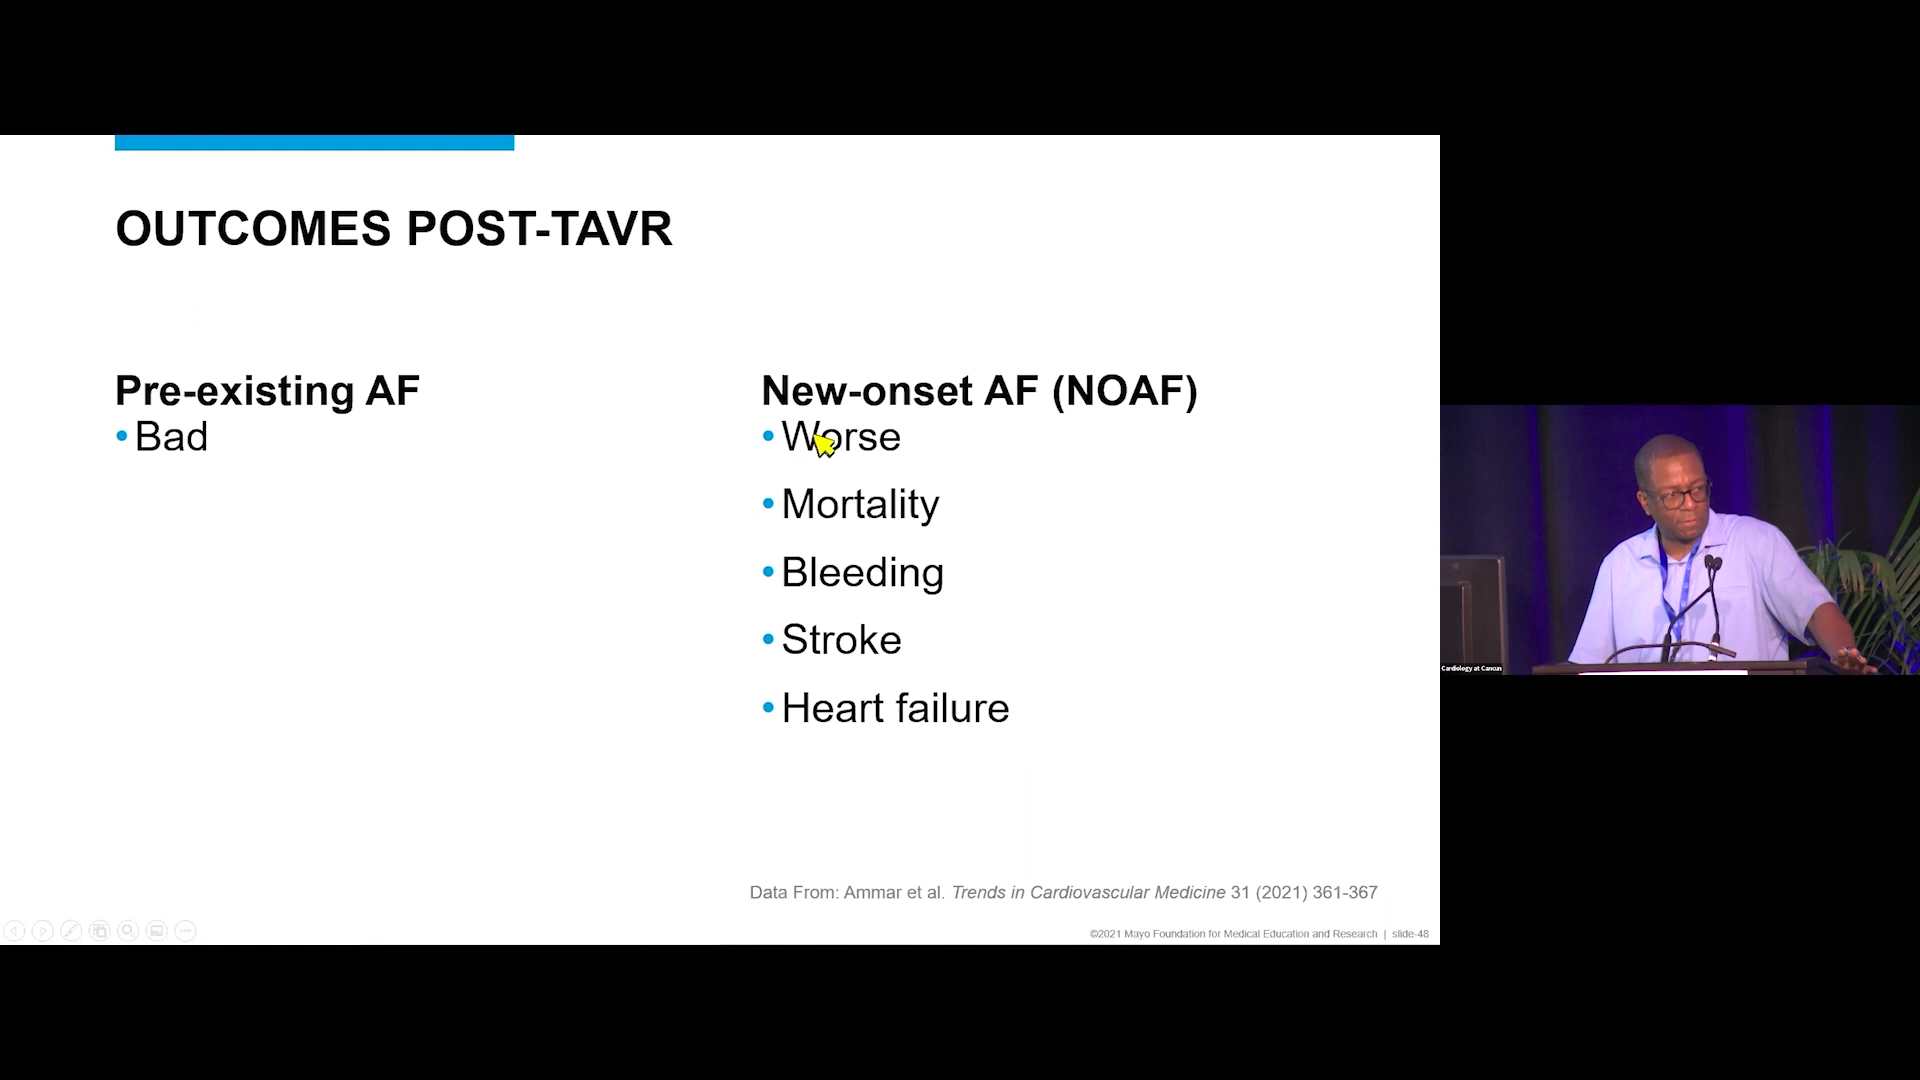 OUTCOMES POST-TAVR
Pre-existing AF
• Bad
New-onset AF (NOAF)
• Worse
• Mortality
• Bleeding
• Stroke
• Heart failure
Data From: Ammar et al. Trends in Cardiovascular Medicine 31 (2021) 361-367
©2021 Mayo Foundation for Medical Education and Research | slide-48
Cardiology at Cancun